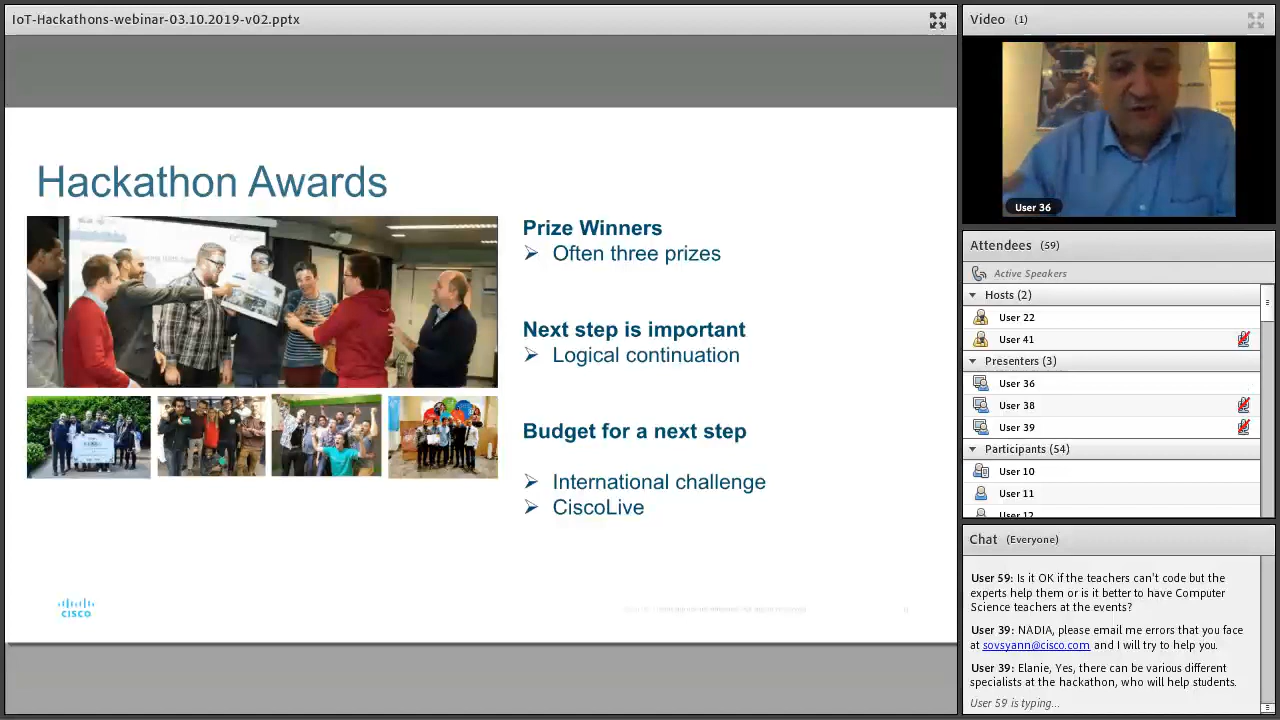 IoT-Hackathons-webinar-03.10.2019-v02.pptx
Hackathon Awards
Prize Winners
➢ Often three prizes
Next step is important
➢ Logical continuation
Budget for a next step
➢ International challenge
➢ CiscoLive
CISCO
Video (1)
User 36
Attendees (59)
Active Speakers
Hosts (2)
User 22
User 41
Presenters (3)
User 36
User 38
User 39
Participants (54)
User 10
User 11
User 12
Chat (Everyone)
User 59: Is it OK if the teachers can't code but the
experts help them or is it better to have Computer
Science teachers at the events?
User 39: NADIA, please email me errors that you face
at sovsyann@cisco.com and I will try to help you.
User 39: Elanie, Yes, there can be various different
specialists at the hackathon, who will help students.
User 59 is typing...